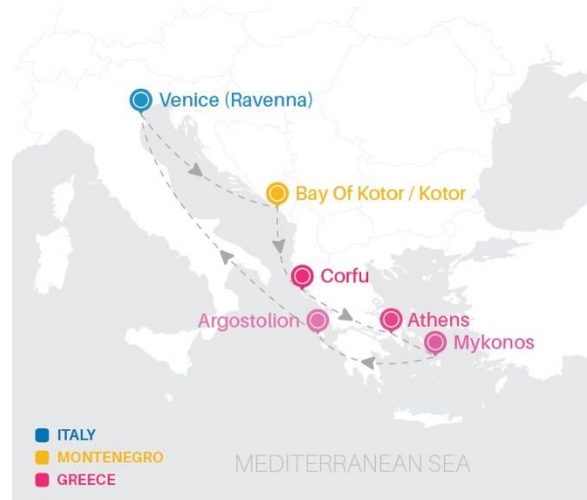 Venice (Ravenna)
Bay Of Kotor / Kotor
Corfu
Argostolion
Athens
Mykonos
ITALY
MONTENEGRO
GREECE
MEDITERRANEAN SEA